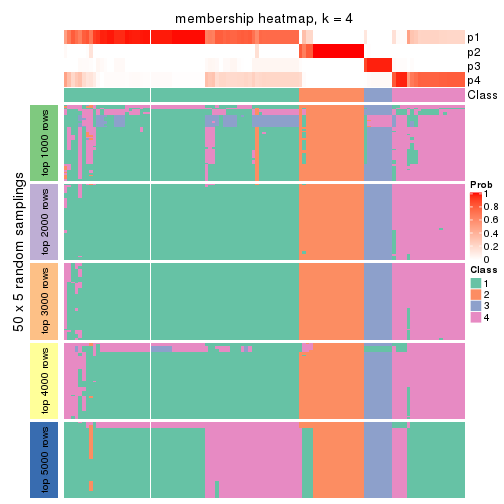 membership heatmap, k = 4
p1
p2
p3
p4
Class
50 x 5 random samplings
top 1000 rows
top 2000 rows
top 3000 rows
top 4000 rows
top 5000 rows
Prob
1
0.8
0.6
0.4
0.2
0
Class
1
2
3
4